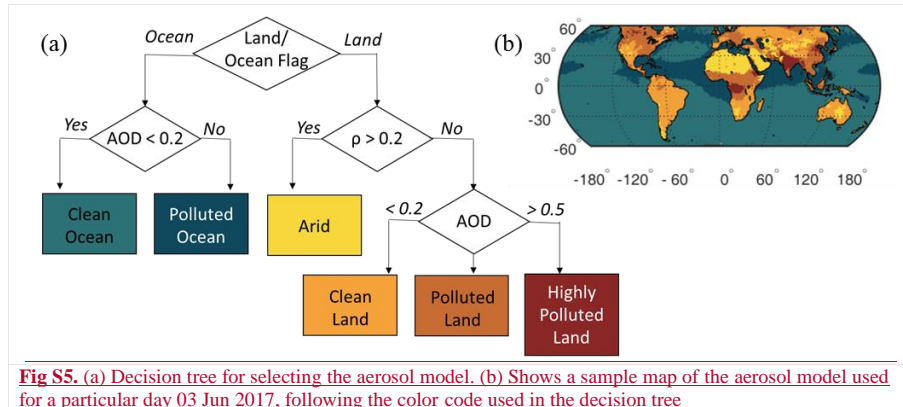 (a)
Ocean
Land/
Ocean Flag
Land
Yes
AOD < 0.2
No
Yes
ρ > 0.2
No
Clean
Ocean
Polluted
Ocean
Arid
< 0.2
AOD
> 0.5
Clean
Land
Polluted
Land
Highly
Polluted
Land
(b)
60°
30°
0°
-30°
-60°
-180° -120° -60° 0° 60° 120° 180°
Fig S5. (a) Decision tree for selecting the aerosol model. (b) Shows a sample map of the aerosol model used
for a particular day 03 Jun 2017, following the color code used in the decision tree